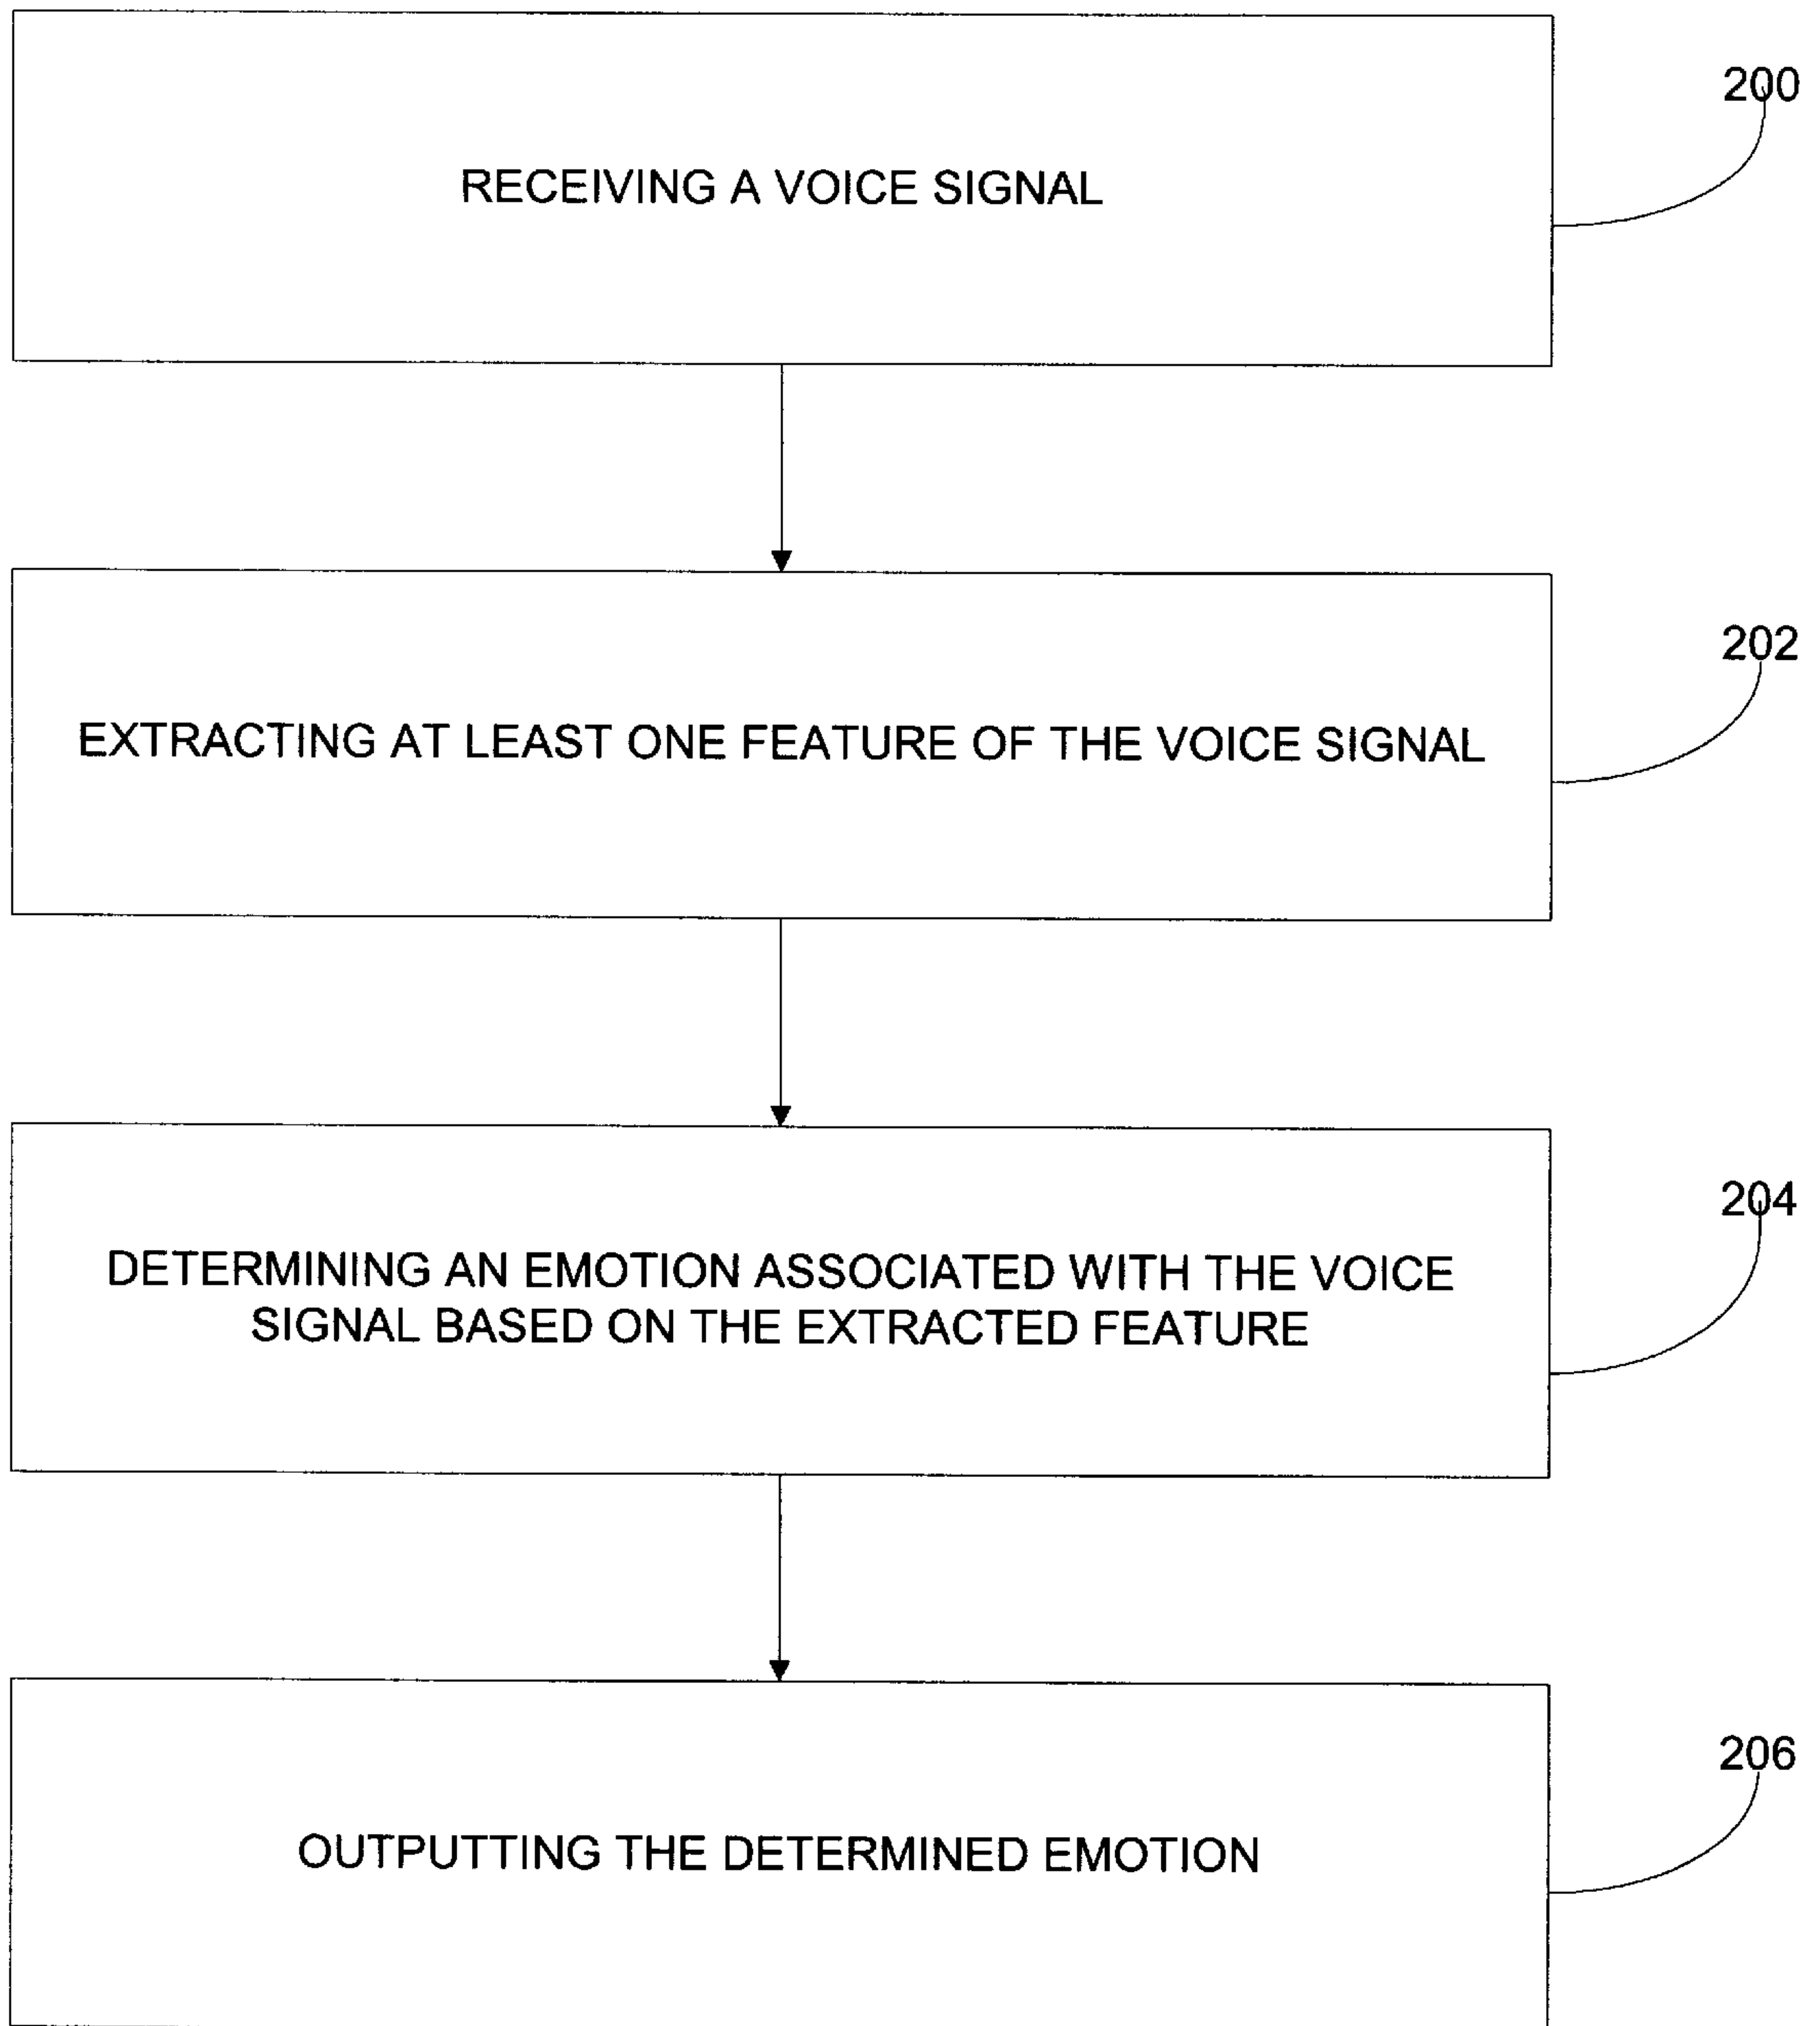 200
RECEIVING A VOICE SIGNAL
202
EXTRACTING AT LEAST ONE FEATURE OF THE VOICE SIGNAL
204
DETERMINING AN EMOTION ASSOCIATED WITH THE VOICE
SIGNAL BASED ON THE EXTRACTED FEATURE
206
OUTPUTTING THE DETERMINED EMOTION